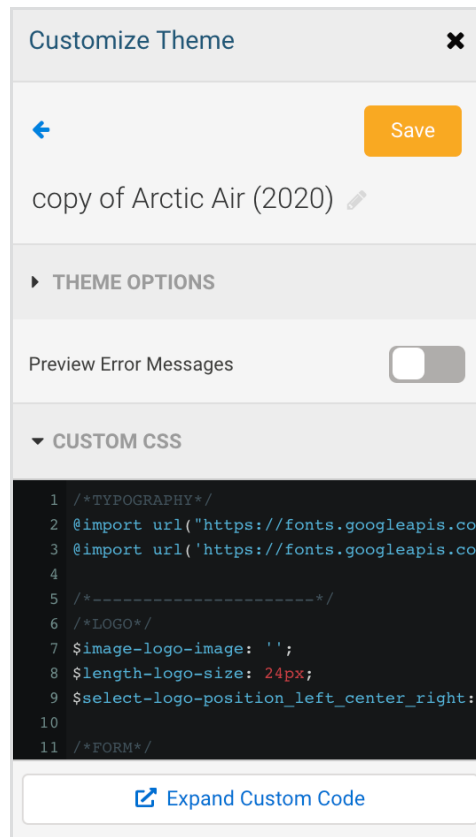 Customize Theme
Save
copy of Arctic Air (2020)
THEME OPTIONS
Preview Error Messages
CUSTOM CSS
1 /*TYPOGRAPHY*/
2 @import url("https://fonts.googleapis.co
3 @import url('https://fonts.googleapis.co
4
5 /*----------------------*/
6 /*LOGO*/
7 $image-logo-image: '';
8 $length-logo-size: 24px;
9 $select-logo-position_left_center_right:
10
11 /*FORM*/
Expand Custom Code